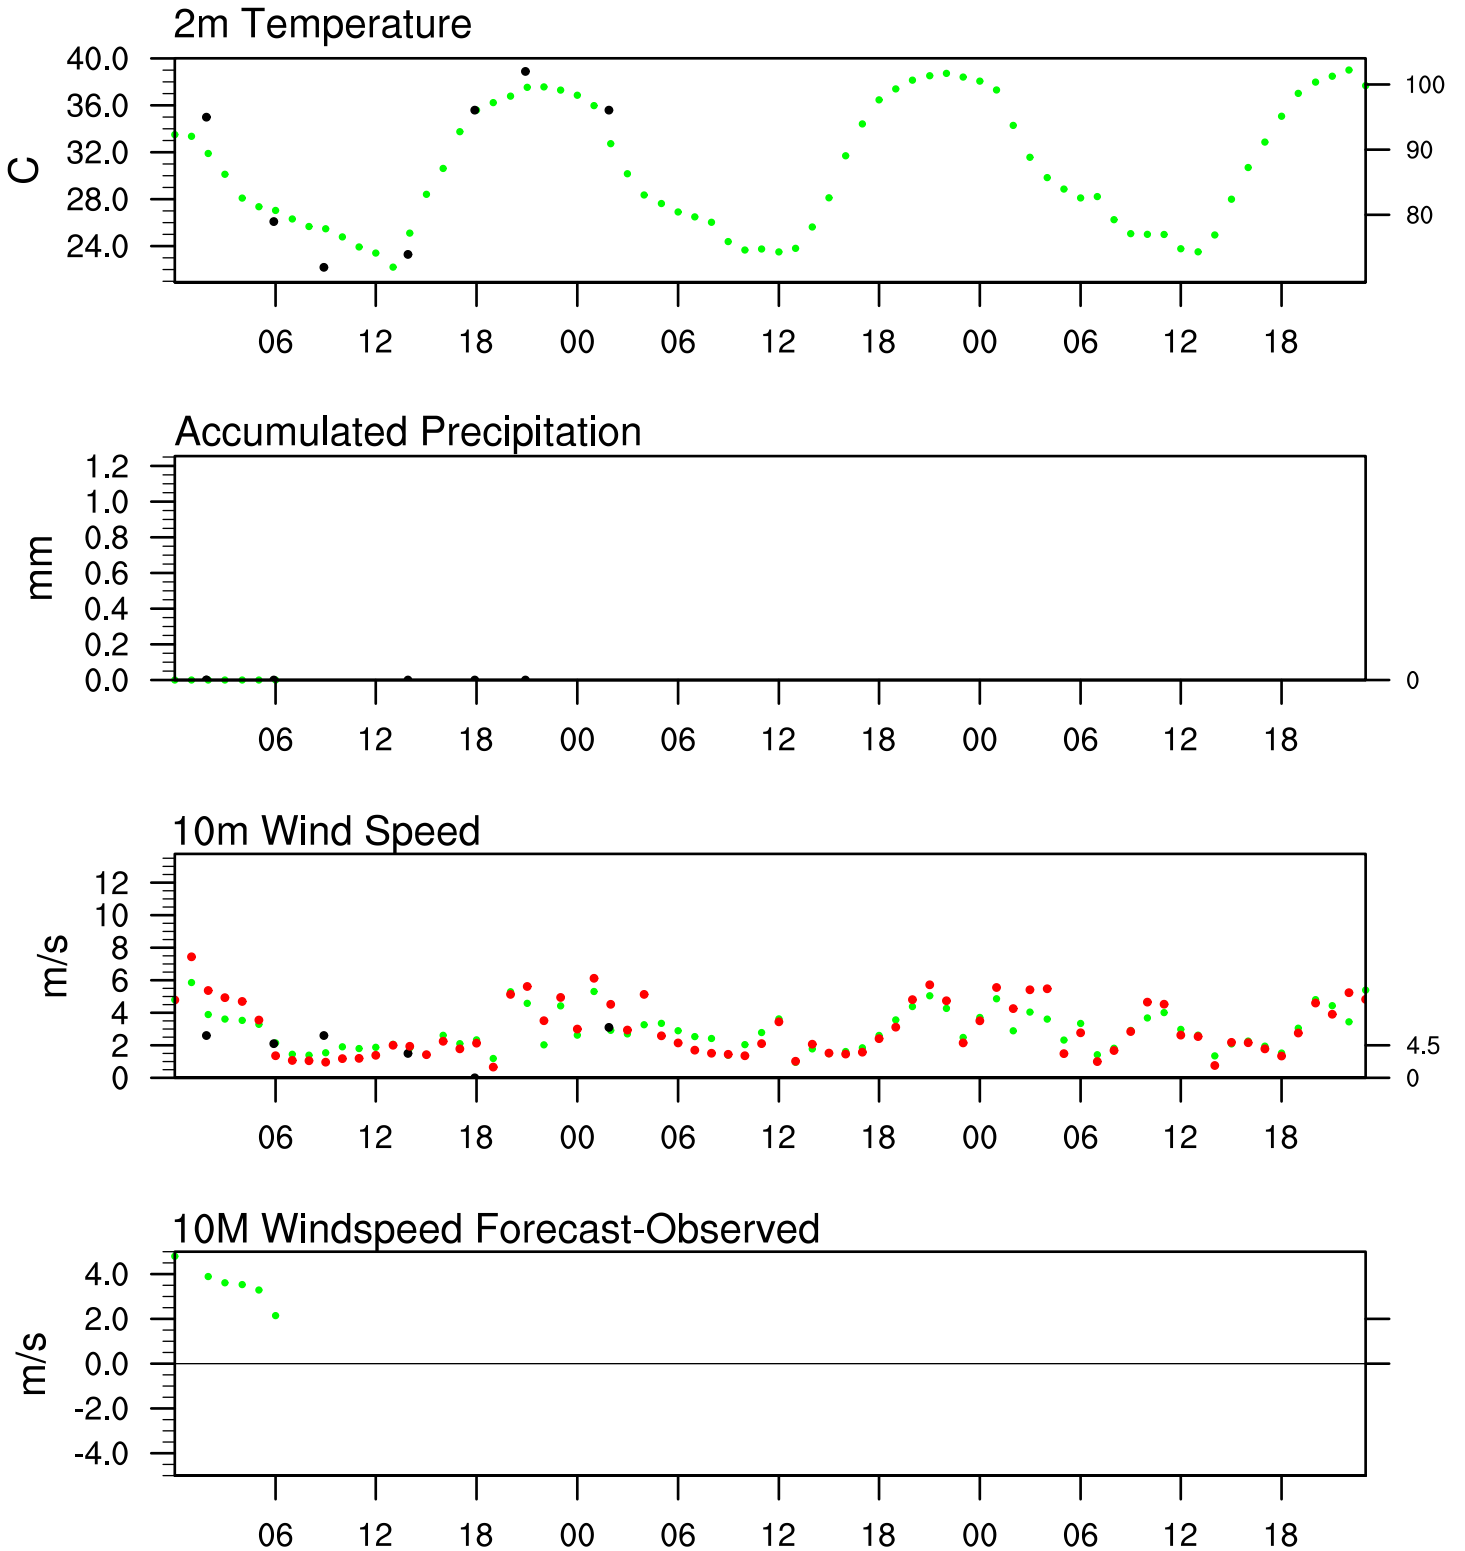 2m Temperature
40.0
36.0
32.0
28.0
24.0
C
100
90
80
06 12 18 00 06 12 18 00 06 12 18
Accumulated Precipitation
1.2
1.0
0.8
0.6
0.4
0.2
0.0
mm
0
06 12 18 00 06 12 18 00 06 12 18
10m Wind Speed
12
10
8
6
4
2
0
m/s
4.5
0
06 12 18 00 06 12 18 00 06 12 18
10M Windspeed Forecast-Observed
4.0
2.0
0.0
-2.0
-4.0
m/s
06 12 18 00 06 12 18 00 06 12 18